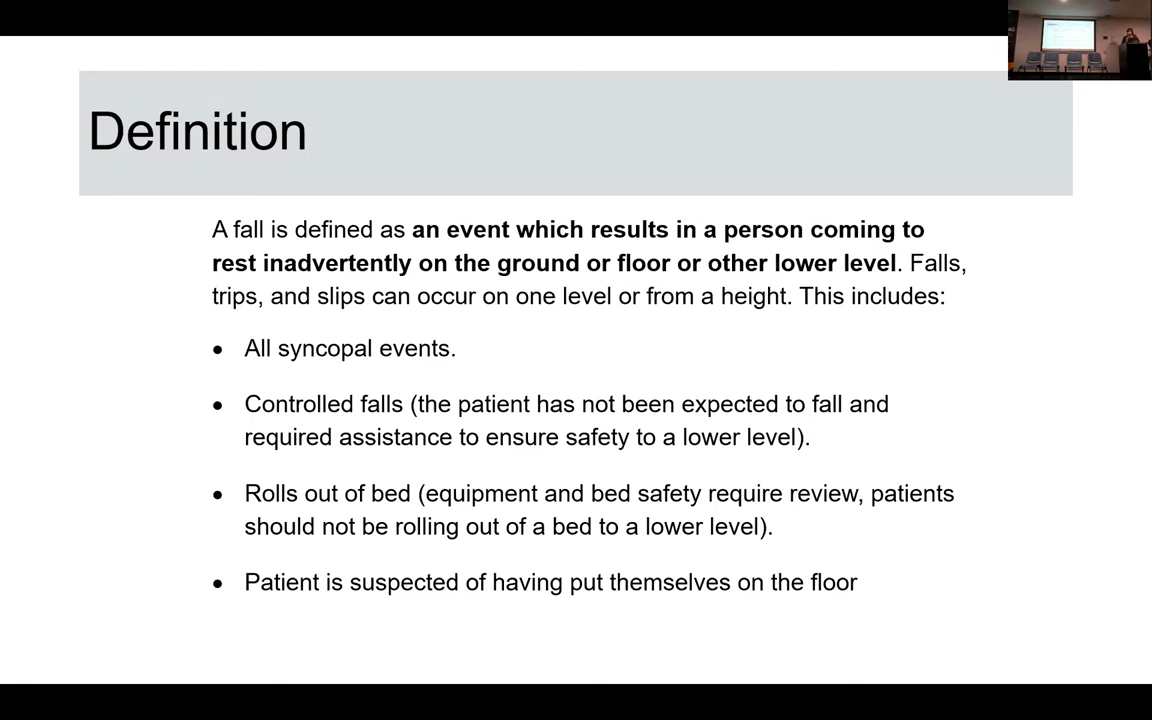 Definition
A fall is defined as an event which results in a person coming to
rest inadvertently on the ground or floor or other lower level. Falls,
trips, and slips can occur on one level or from a height. This includes:
• All syncopal events.
• Controlled falls (the patient has not been expected to fall and
required assistance to ensure safety to a lower level).
• Rolls out of bed (equipment and bed safety require review, patients
should not be rolling out of a bed to a lower level).
• Patient is suspected of having put themselves on the floor